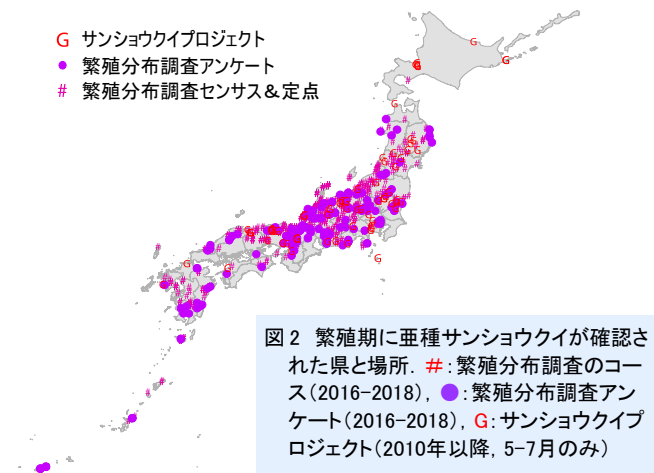 G サンショウクイプロジェクト
● 繁殖分布調査アンケート
# 繁殖分布調査センサス&定点
図2 繁殖期に亜種サンショウクイが確認さ
れた県と場所. #:繁殖分布調査のコー
ス(2016-2018), ●:繁殖分布調査アン
ケート(2016-2018), G:サンショウクイプ
ロジェクト(2010年以降, 5-7月のみ)